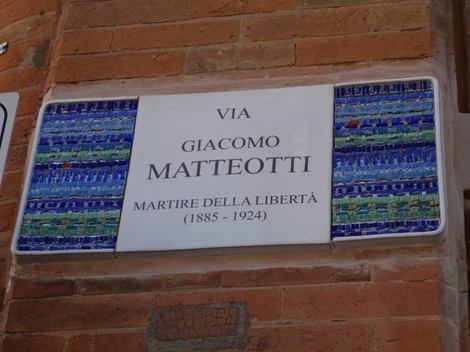 VIA
GIACOMO
MATTEOTTI
MARTIRE DELLA LIBERTÀ
(1885 - 1924)